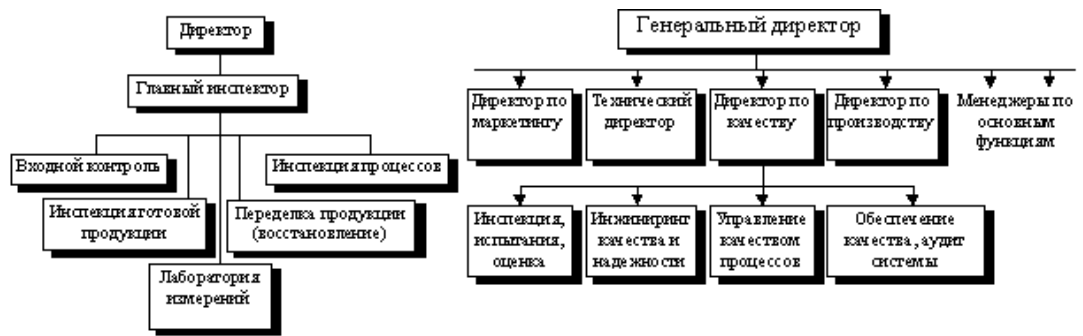 Директор
Главный инспектор
Входной контроль
Инспекция процессов
Инспекция готовой
продукции
Переделка продукции
(восстановление)
Лаборатория
измерений
Генеральный директор
Директор по
маркетингу
Технический
директор
Директор по
качеству
Директор по
производству
Менеджеры по
основным
функциям
Инспекция,
испытания,
оценка
Инжиниринг
качества и
надежности
Управление
качеством
процессов
Обеспечение
качества, аудит
системы